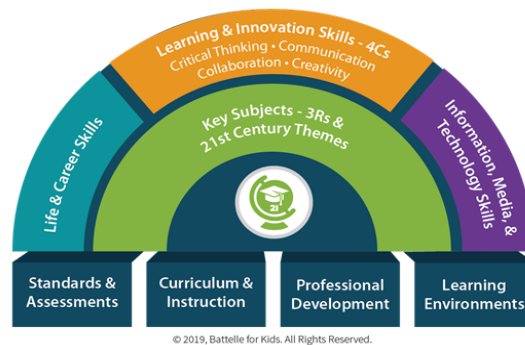 Learning & Innovation Skills - 4Cs
Critical Thinking • Communication
Collaboration • Creativity
Life & Career Skills
Key Subjects - 3Rs &
21st Century Themes
Information, Media, &
Technology Skills
21
Standards &
Assessments
Curriculum &
Instruction
Professional
Development
Learning
Environments
© 2019, Battelle for Kids. All Rights Reserved.